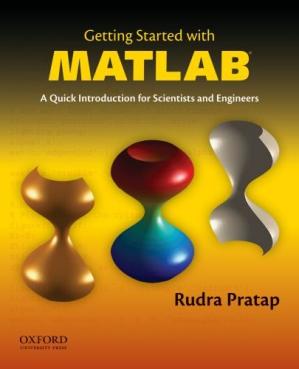 Getting Started with
MATLAB®
A Quick Introduction for Scientists and Engineers
Rudra Pratap
OXFORD
UNIVERSITY PRESS